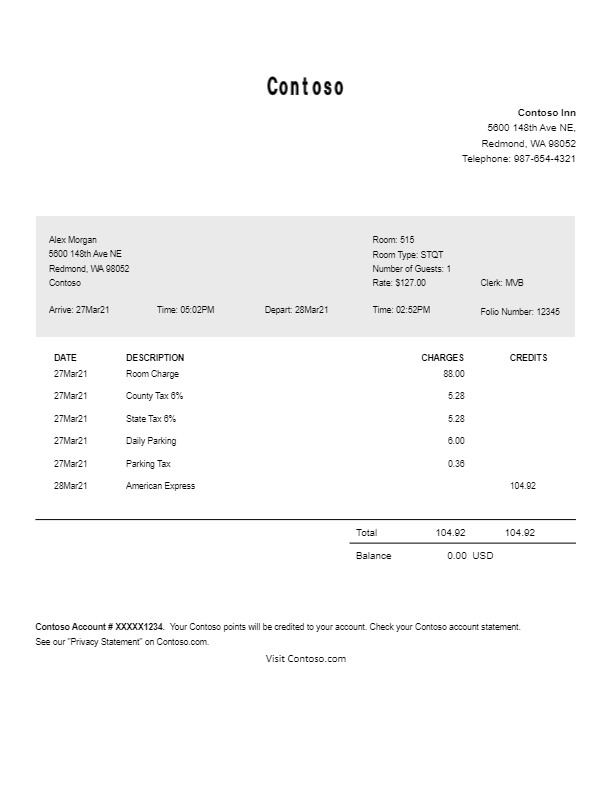 Contoso
Contoso Inn
5600 148th Ave NE,
Redmond, WA 98052
Telephone: 987-654-4321
Alex Morgan Room: 515
5600 148th Ave NE Room Type: STQT
Redmond, WA 98052 Number of Guests: 1
Contoso Rate: $127.00 Clerk: MVB
Arrive: 27Mar21 Time: 05:02PM Depart: 28Mar21 Time: 02:52PM Folio Number: 12345
DATE DESCRIPTION CHARGES CREDITS
27Mar21 Room Charge 88.00
27Mar21 County Tax 6% 5.28
27Mar21 State Tax 6% 5.28
27Mar21 Daily Parking 6.00
27Mar21 Parking Tax 0.36
28Mar21 American Express 104.92
Total 104.92 104.92
Balance 0.00 USD
Contoso Account # XXXXX1234. Your Contoso points will be credited to your account. Check your Contoso account statement.
See our "Privacy Statement" on Contoso.com.
Visit Contoso.com